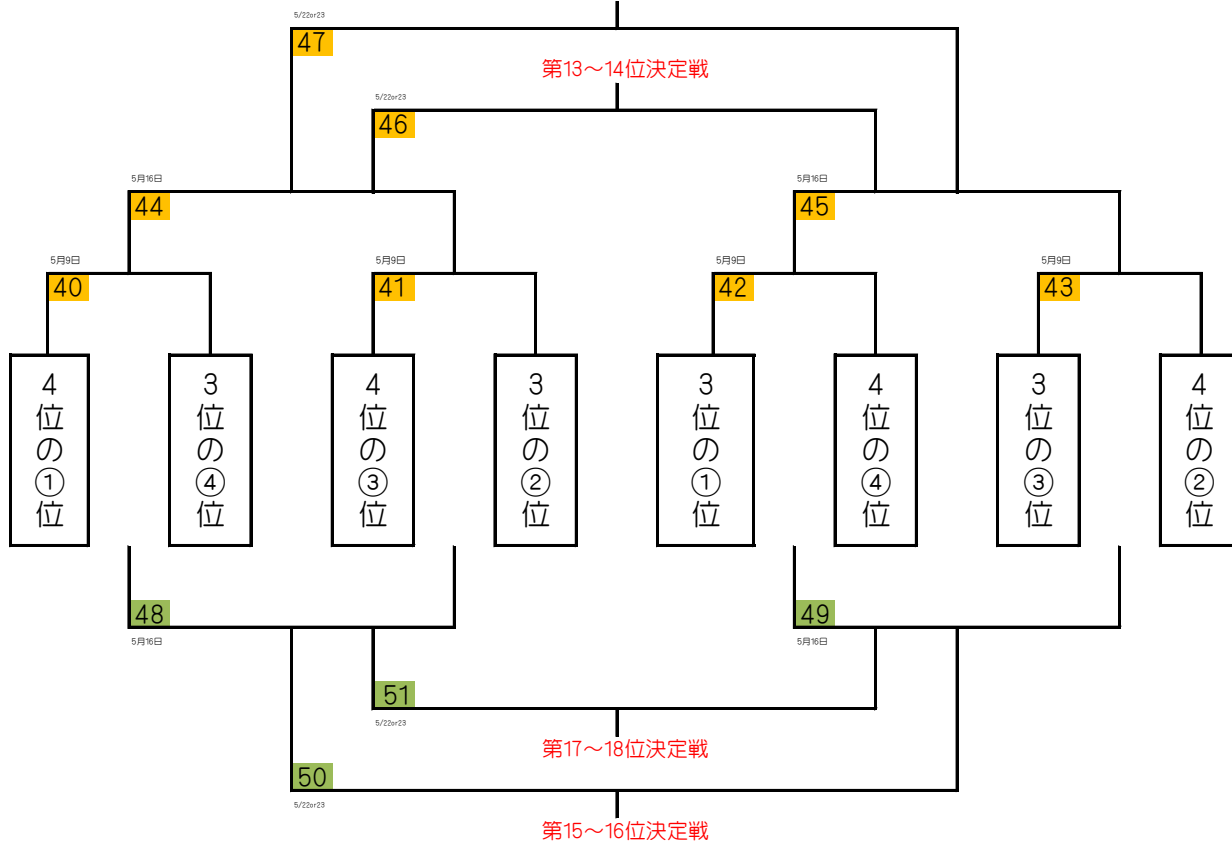 5/22or23
47
第13～14位決定戦
5/22or23
46
5月16日
44
5月16日
45
5月9日
40
5月9日
41
5月9日
42
5月9日
43
4位の①位
3位の④位
4位の③位
3位の②位
3位の①位
4位の④位
3位の③位
4位の②位
48
5月16日
49
5月16日
51
5/22or23
第17～18位決定戦
50
5/22or23
第15～16位決定戦